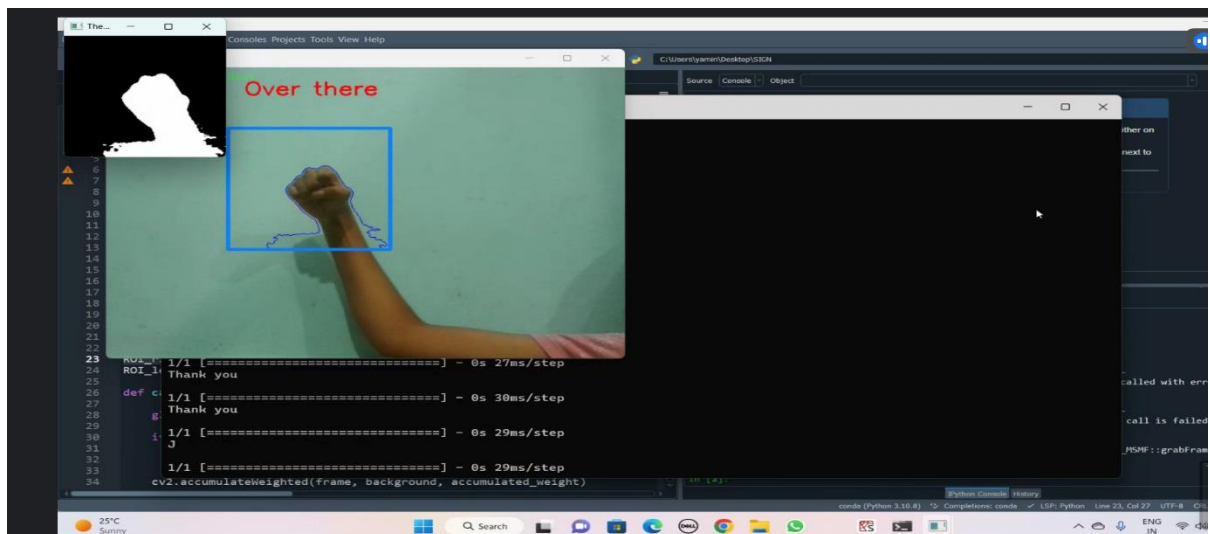 The...
Consoles Projects Tools View Help
C:\Users\yamin\Desktop\SIGN
Source Console Object
Over there
ither on
next to
5
6
7
8
9
10
11
12
13
14
15
16
17
18
19
20
21
22
23
24 ROI_l
25
26 def c
27
28 g
29
30 i
31
32
33
34 cv2.accumulateWeighted(frame, background, accumulated_weight)
1/1 [==============================] - 0s 27ms/step
Thank you
1/1 [==============================] - 0s 30ms/step
Thank you
1/1 [==============================] - 0s 29ms/step
J
1/1 [==============================] - 0s 29ms/step
called with err
call is failed
_MSMF::grabFram
IPython Console History
conda (Python 3.10.8) Completions: conda LSP: Python Line 23, Col 27 UTF-8
25°C
Sunny
Search
DELL
ENG
IN